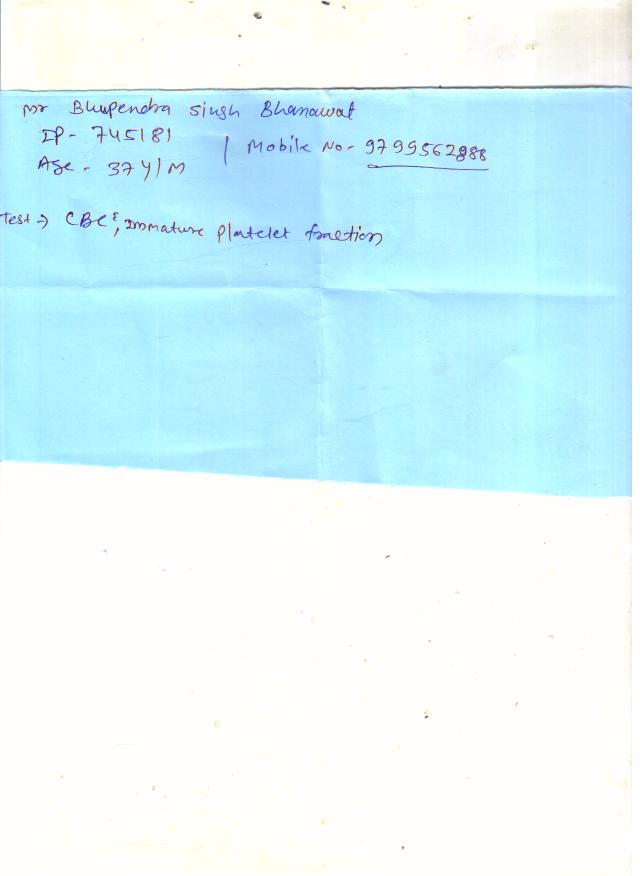 Mr Bhupendra Singh Bhanawat
IP- 745181
| Mobile No- 9799562888
Age - 37 Y/M
Test → CBC &, Immature Platelet fraction